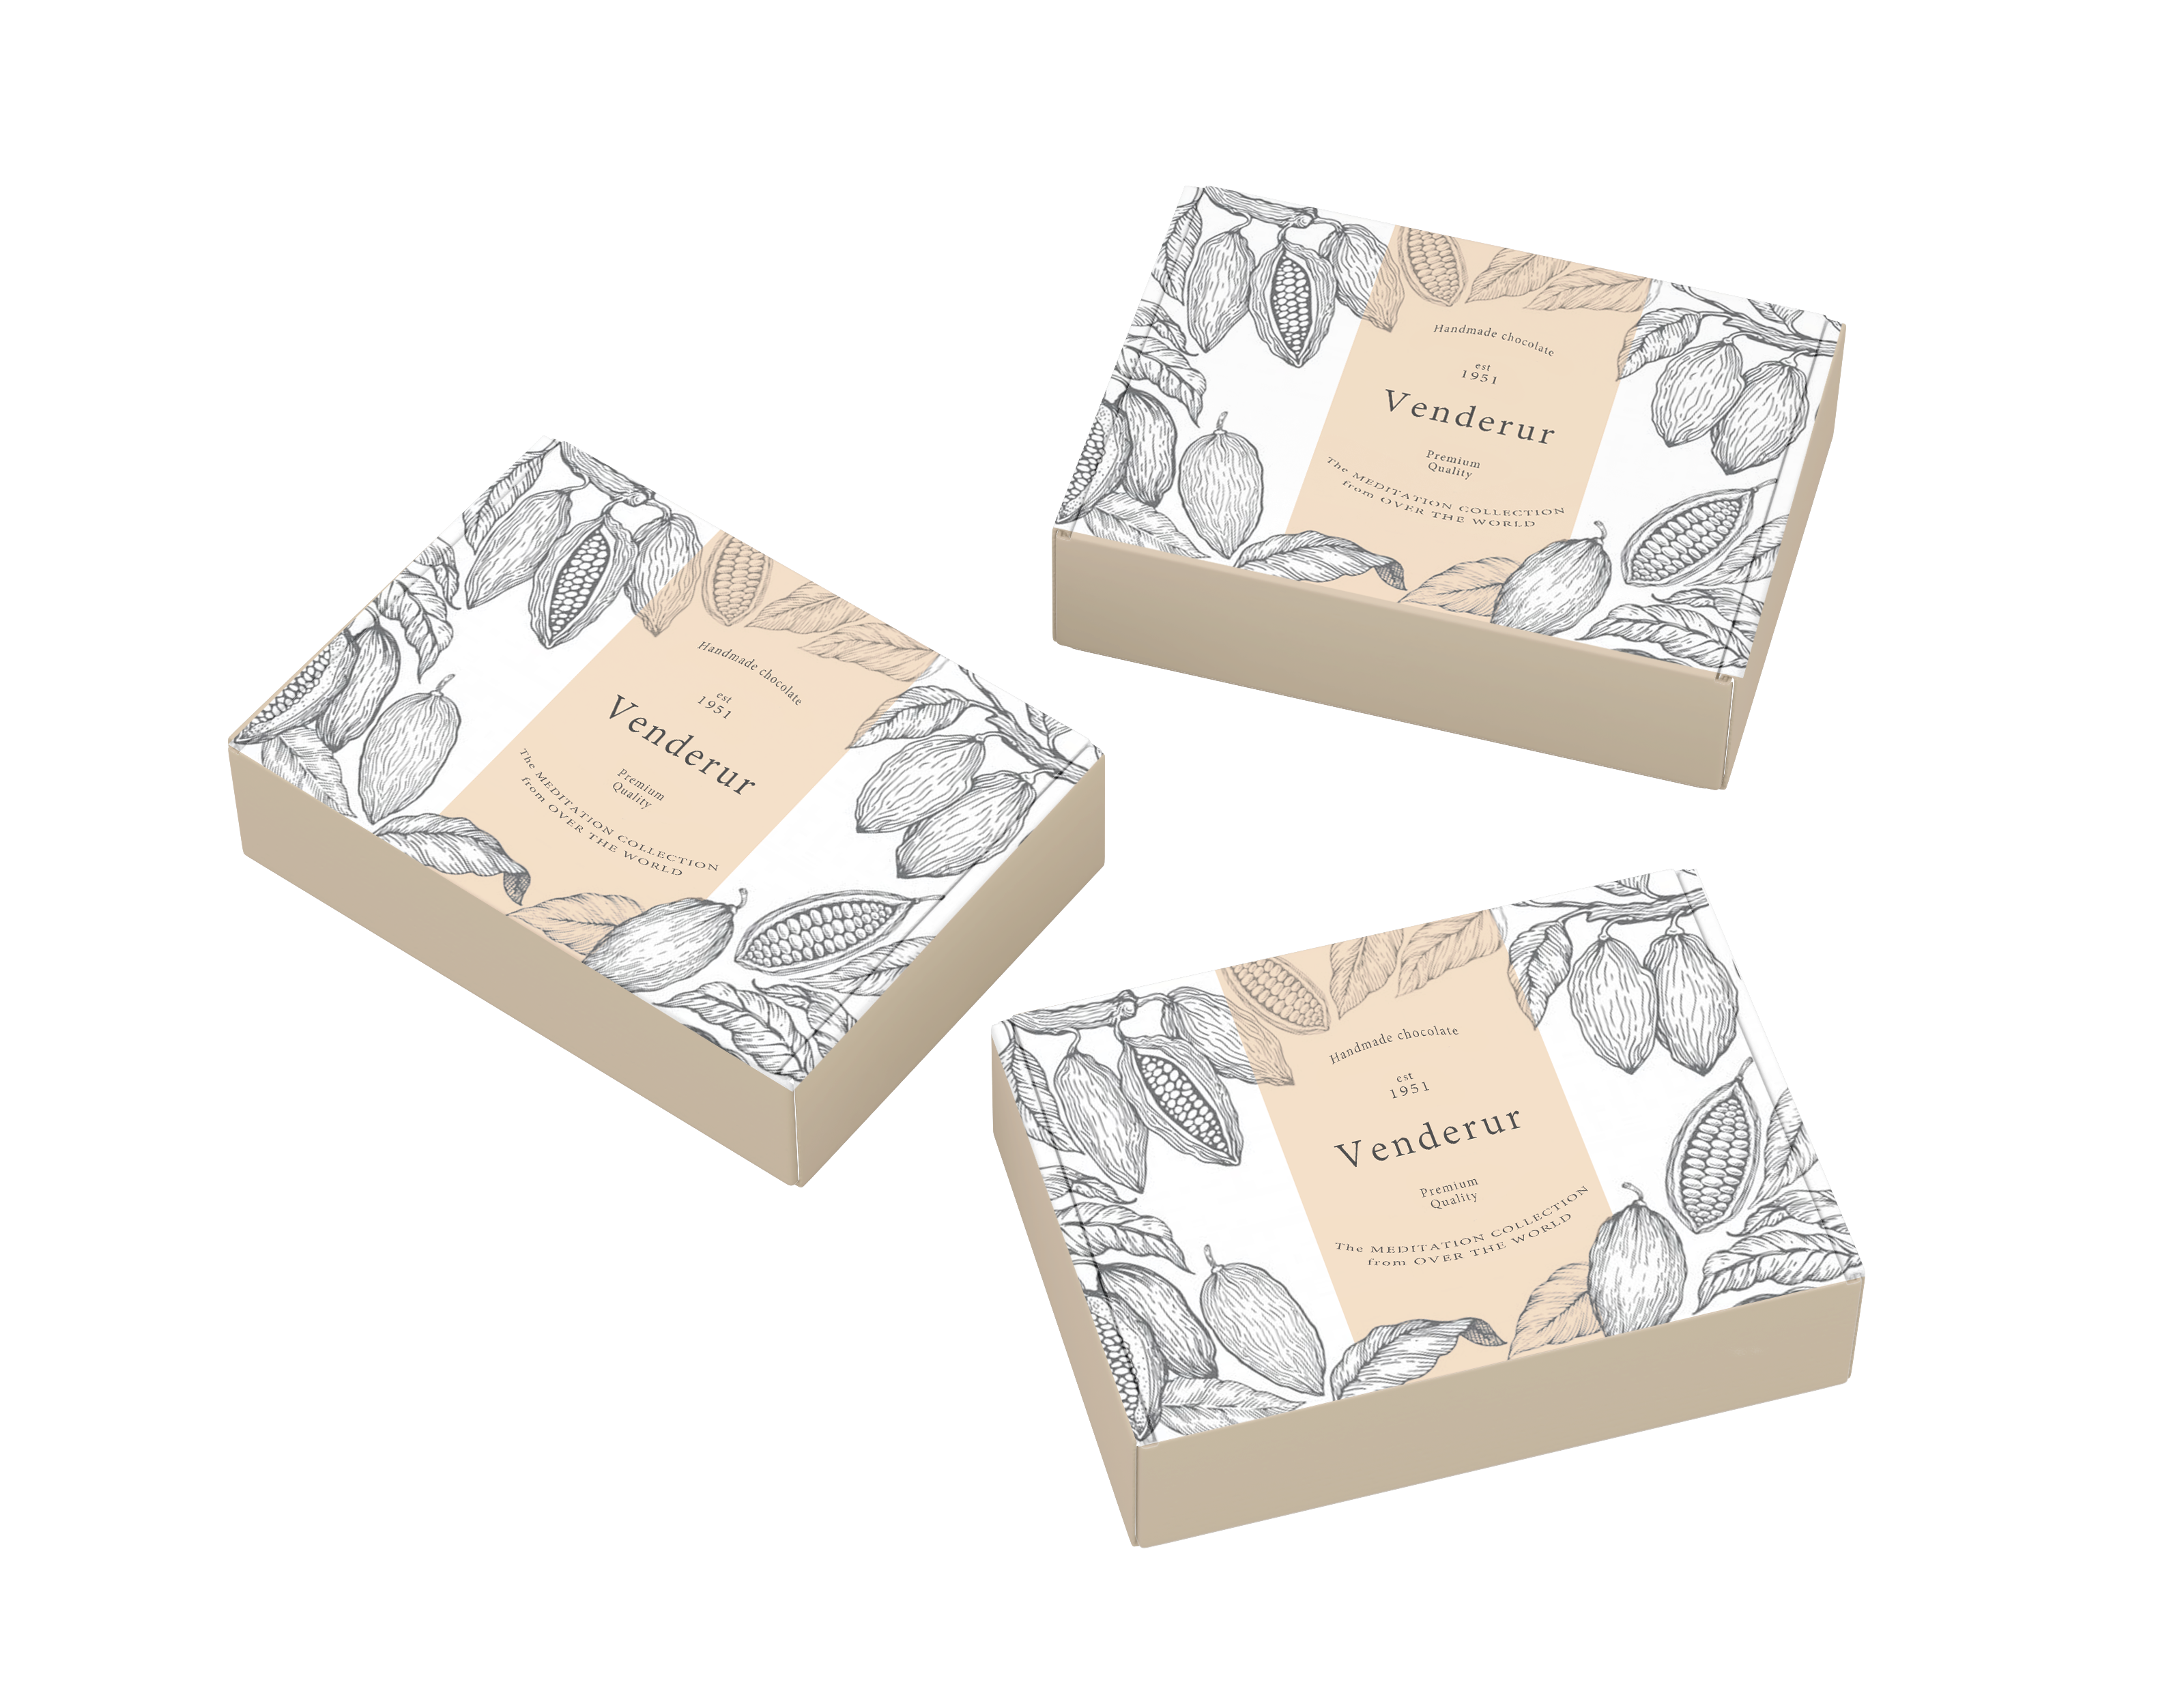 Handmade chocolate
est
1951
Venderur
Premium
Quality
The MEDITATION COLLECTION
from OVER THE WORLD
Handmade chocolate
est
1951
Venderur
Premium
Quality
The MEDITATION COLLECTION
from OVER THE WORLD
Handmade chocolate
est
1951
Venderur
Premium
Quality
The MEDITATION COLLECTION
from OVER THE WORLD